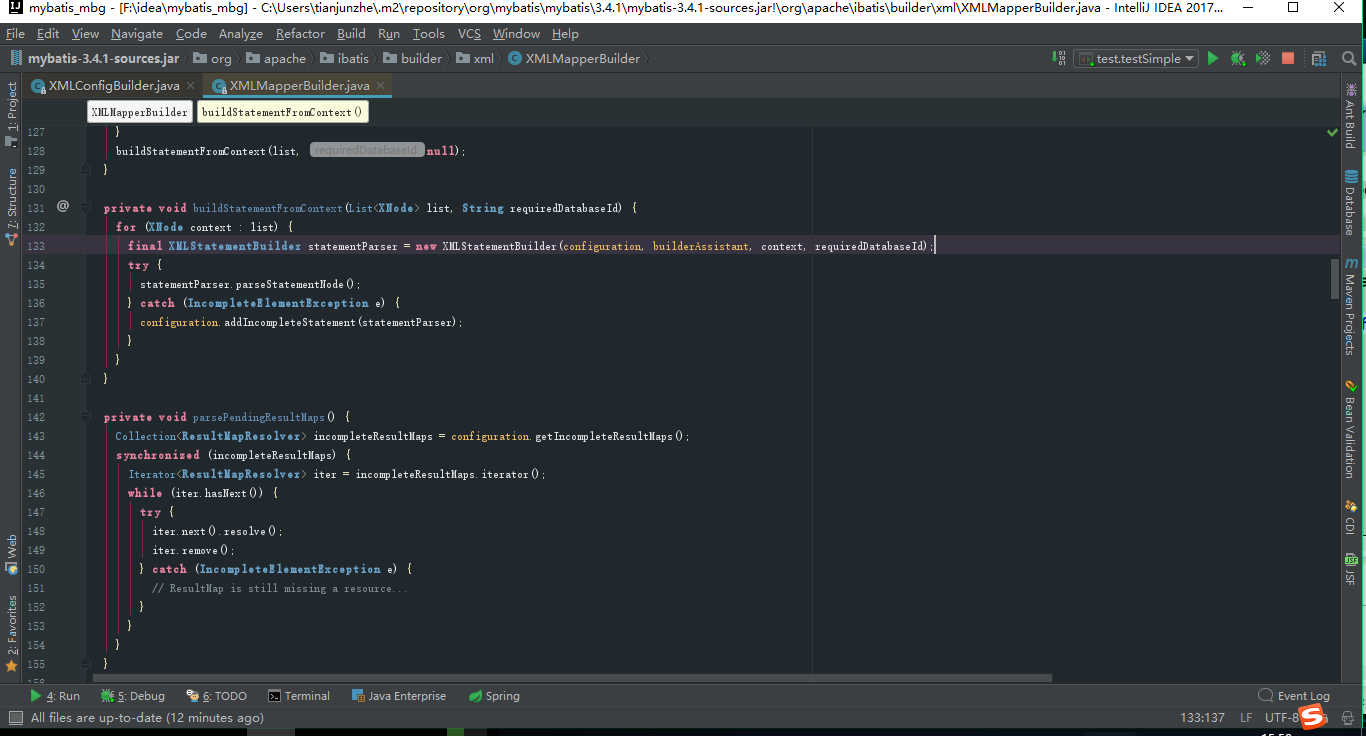 mybatis_mbg - [F:\idea\mybatis_mbg] - C:\Users\tianjunzhe\.m2\repository\org\mybatis\mybatis\3.4.1\mybatis-3.4.1-sources.jar!\org\apache\ibatis\builder\xml\XMLMapperBuilder.java - IntelliJ IDEA 2017...
File Edit View Navigate Code Analyze Refactor Build Run Tools VCS Window Help
mybatis-3.4.1-sources.jar org apache ibatis builder xml XMLMapperBuilder test.testSimple
XMLConfigBuilder.java XMLMapperBuilder.java
XMLMapperBuilder buildStatementFromContext()
127 }
128 buildStatementFromContext(list, requiredDatabaseId: null);
129 }
130
131 @ private void buildStatementFromContext(List<XNode> list, String requiredDatabaseId) {
132 for (XNode context : list) {
133 final XMLStatementBuilder statementParser = new XMLStatementBuilder(configuration, builderAssistant, context, requiredDatabaseId);
134 try {
135 statementParser.parseStatementNode();
136 } catch (IncompleteElementException e) {
137 configuration.addIncompleteStatement(statementParser);
138 }
139 }
140 }
141
142 private void parsePendingResultMaps() {
143 Collection<ResultMapResolver> incompleteResultMaps = configuration.getIncompleteResultMaps();
144 synchronized (incompleteResultMaps) {
145 Iterator<ResultMapResolver> iter = incompleteResultMaps.iterator();
146 while (iter.hasNext()) {
147 try {
148 iter.next().resolve();
149 iter.remove();
150 } catch (IncompleteElementException e) {
151 // ResultMap is still missing a resource...
152 }
153 }
154 }
155 }
1: Project
7: Structure
Web
2: Favorites
Ant Build
Database
Maven Projects
Bean Validation
CDI
JSF
4: Run 5: Debug 6: TODO Terminal Java Enterprise Spring Event Log
All files are up-to-date (12 minutes ago) 133:137 LF UTF-8